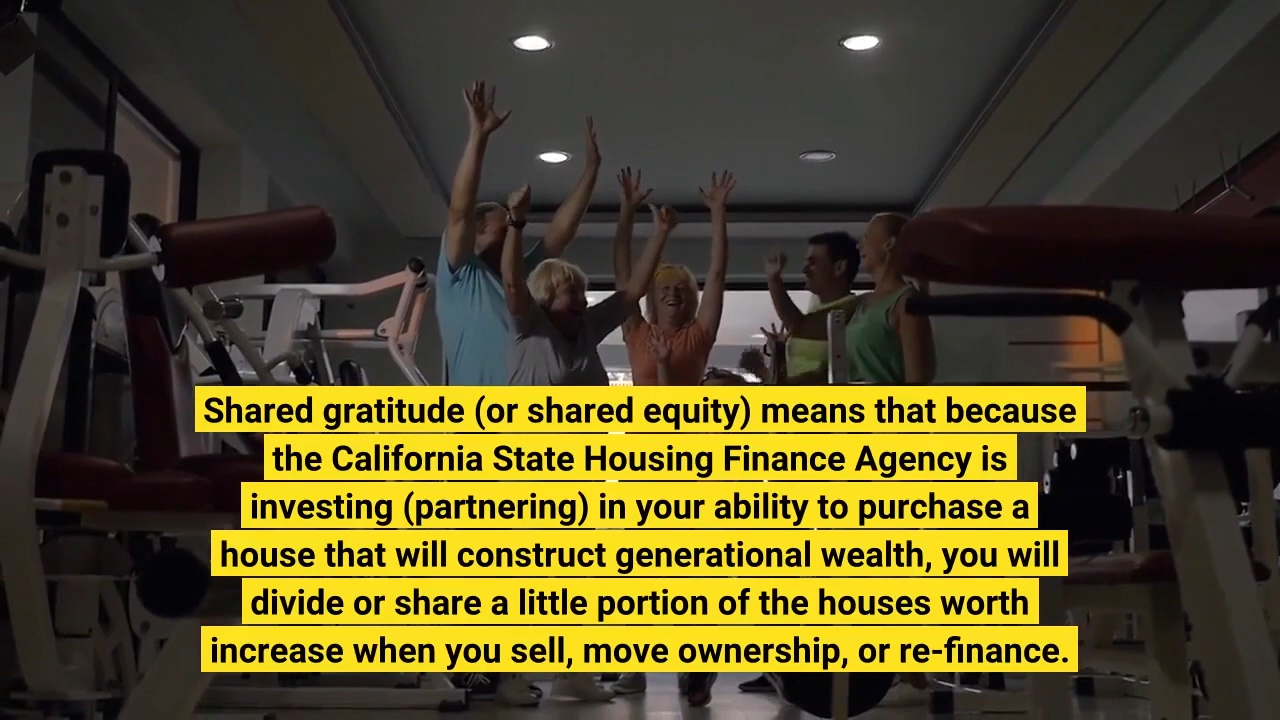 Shared gratitude (or shared equity) means that because
the California State Housing Finance Agency is
investing (partnering) in your ability to purchase a
house that will construct generational wealth, you will
divide or share a little portion of the houses worth
increase when you sell, move ownership, or re-finance.